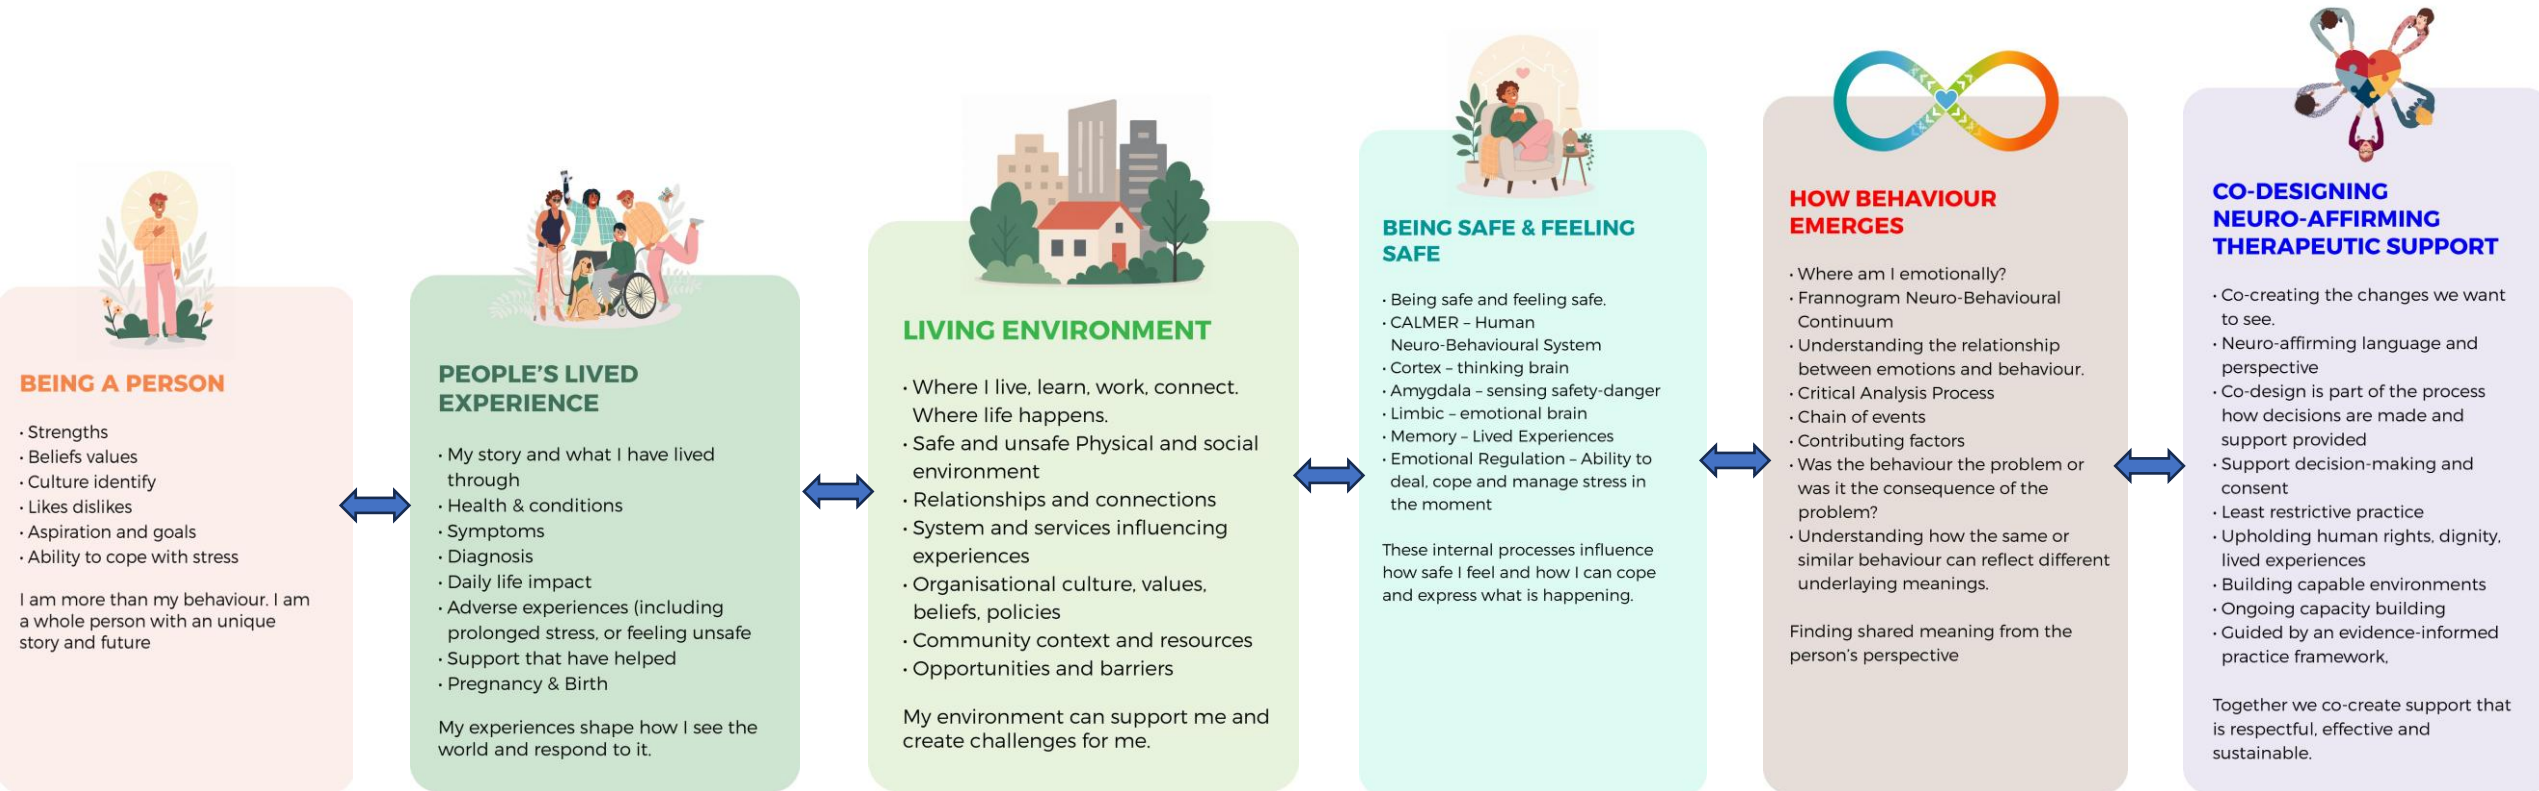 BEING A PERSON
· Strengths
· Beliefs values
· Culture identify
· Likes dislikes
· Aspiration and goals
· Ability to cope with stress
I am more than my behaviour. I am
a whole person with an unique
story and future
PEOPLE'S LIVED
EXPERIENCE
· My story and what I have lived
through
· Health & conditions
· Symptoms
· Diagnosis
· Daily life impact
· Adverse experiences (including
prolonged stress, or feeling unsafe
· Support that have helped
· Pregnancy & Birth
My experiences shape how I see the
world and respond to it.
LIVING ENVIRONMENT
· Where I live, learn, work, connect.
Where life happens.
· Safe and unsafe Physical and social
environment
· Relationships and connections
· System and services influencing
experiences
· Organisational culture, values,
beliefs, policies
· Community context and resources
· Opportunities and barriers
My environment can support me and
create challenges for me.
BEING SAFE & FEELING
SAFE
· Being safe and feeling safe.
· CALMER – Human
Neuro-Behavioural System
· Cortex – thinking brain
· Amygdala – sensing safety-danger
· Limbic – emotional brain
· Memory – Lived Experiences
· Emotional Regulation – Ability to
deal, cope and manage stress in
the moment
These internal processes influence
how safe I feel and how I can cope
and express what is happening.
HOW BEHAVIOUR
EMERGES
· Where am I emotionally?
· Frannogram Neuro-Behavioural
Continuum
· Understanding the relationship
between emotions and behaviour.
· Critical Analysis Process
· Chain of events
· Contributing factors
· Was the behaviour the problem or
was it the consequence of the
problem?
· Understanding how the same or
similar behaviour can reflect different
underlaying meanings.
Finding shared meaning from the
person's perspective
CO-DESIGNING
NEURO-AFFIRMING
THERAPEUTIC SUPPORT
· Co-creating the changes we want
to see.
· Neuro-affirming language and
perspective
· Co-design is part of the process
how decisions are made and
support provided
· Support decision-making and
consent
· Least restrictive practice
· Upholding human rights, dignity,
lived experiences
· Building capable environments
· Ongoing capacity building
· Guided by an evidence-informed
practice framework,
Together we co-create support that
is respectful, effective and
sustainable.